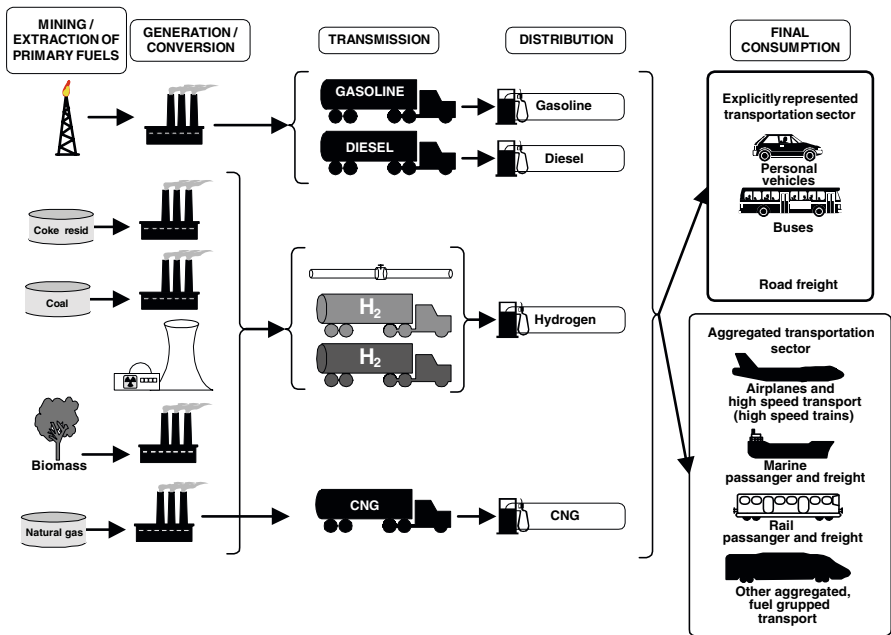 MINING /
EXTRACTION OF
PRIMARY FUELS
GENERATION /
CONVERSION
TRANSMISSION
DISTRIBUTION
FINAL
CONSUMPTION
GASOLINE
Gasoline
DIESEL
Diesel
Coke resid
Coal
H2
H2
Hydrogen
Biomass
Natural gas
CNG
CNG
Explicitly represented
transportation sector
Personal
vehicles
Buses
Road freight
Aggregated transportation
sector
Airplanes and
high speed transport
(high speed trains)
Marine
passanger and freight
Rail
passanger and freight
Other aggregated,
fuel grupped
transport